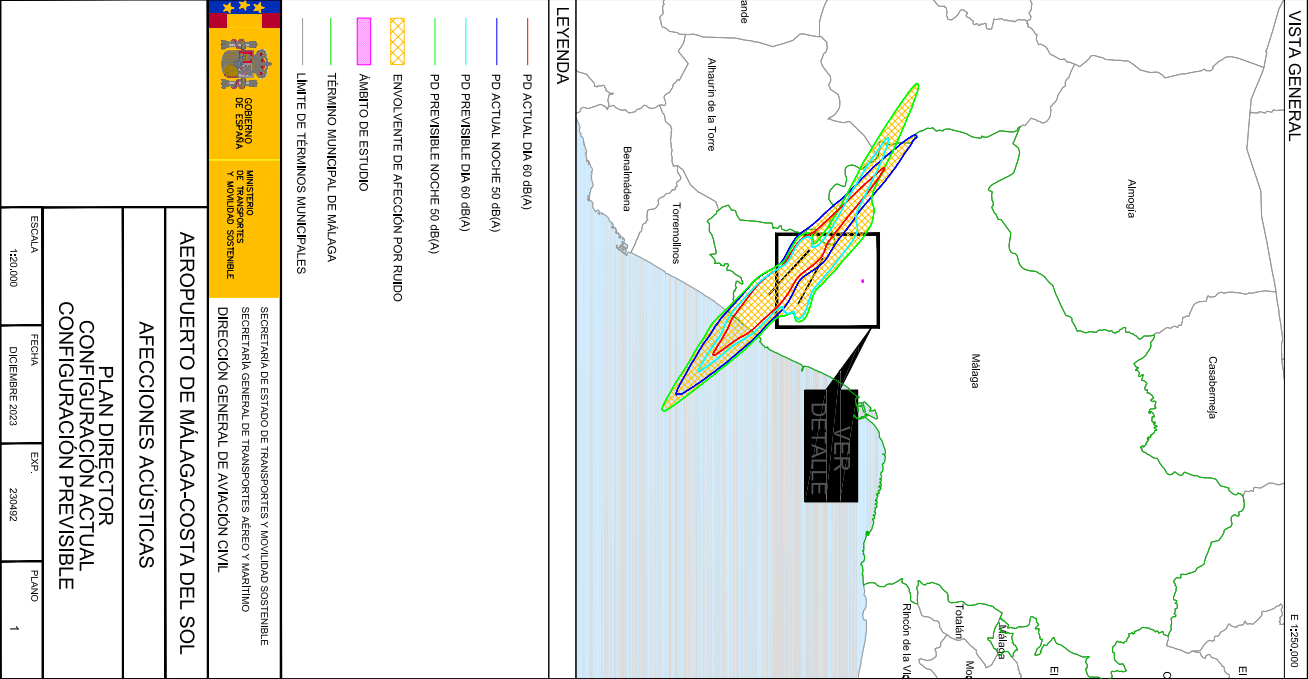 VISTA GENERAL
E 1:250.000
Almogía
Casabermeja
Alhaurín de la Torre
Málaga
Benalmádena
Torremolinos
VER
DETALLE
Totalán
Málaga
Rincón de la Vic
El
El
LEYENDA
PD ACTUAL DIA 60 dB(A)
PD ACTUAL NOCHE 50 dB(A)
PD PREVISIBLE DIA 60 dB(A)
PD PREVISIBLE NOCHE 50 dB(A)
ENVOLVENTE DE AFECCIÓN POR RUIDO
ÁMBITO DE ESTUDIO
TÉRMINO MUNICIPAL DE MÁLAGA
LÍMITE DE TÉRMINOS MUNICIPALES
GOBIERNO
DE ESPAÑA
MINISTERIO
DE TRANSPORTES
Y MOVILIDAD SOSTENIBLE
SECRETARÍA DE ESTADO DE TRANSPORTES Y MOVILIDAD SOSTENIBLE
SECRETARÍA GENERAL DE TRANSPORTES AÉREO Y MARÍTIMO
DIRECCIÓN GENERAL DE AVIACIÓN CIVIL
AEROPUERTO DE MÁLAGA-COSTA DEL SOL
AFECCIONES ACÚSTICAS
PLAN DIRECTOR
CONFIGURACIÓN ACTUAL
CONFIGURACIÓN PREVISIBLE
ESCALA
1:20.000
FECHA
DICIEMBRE 2023
EXP.
230492
PLANO
1